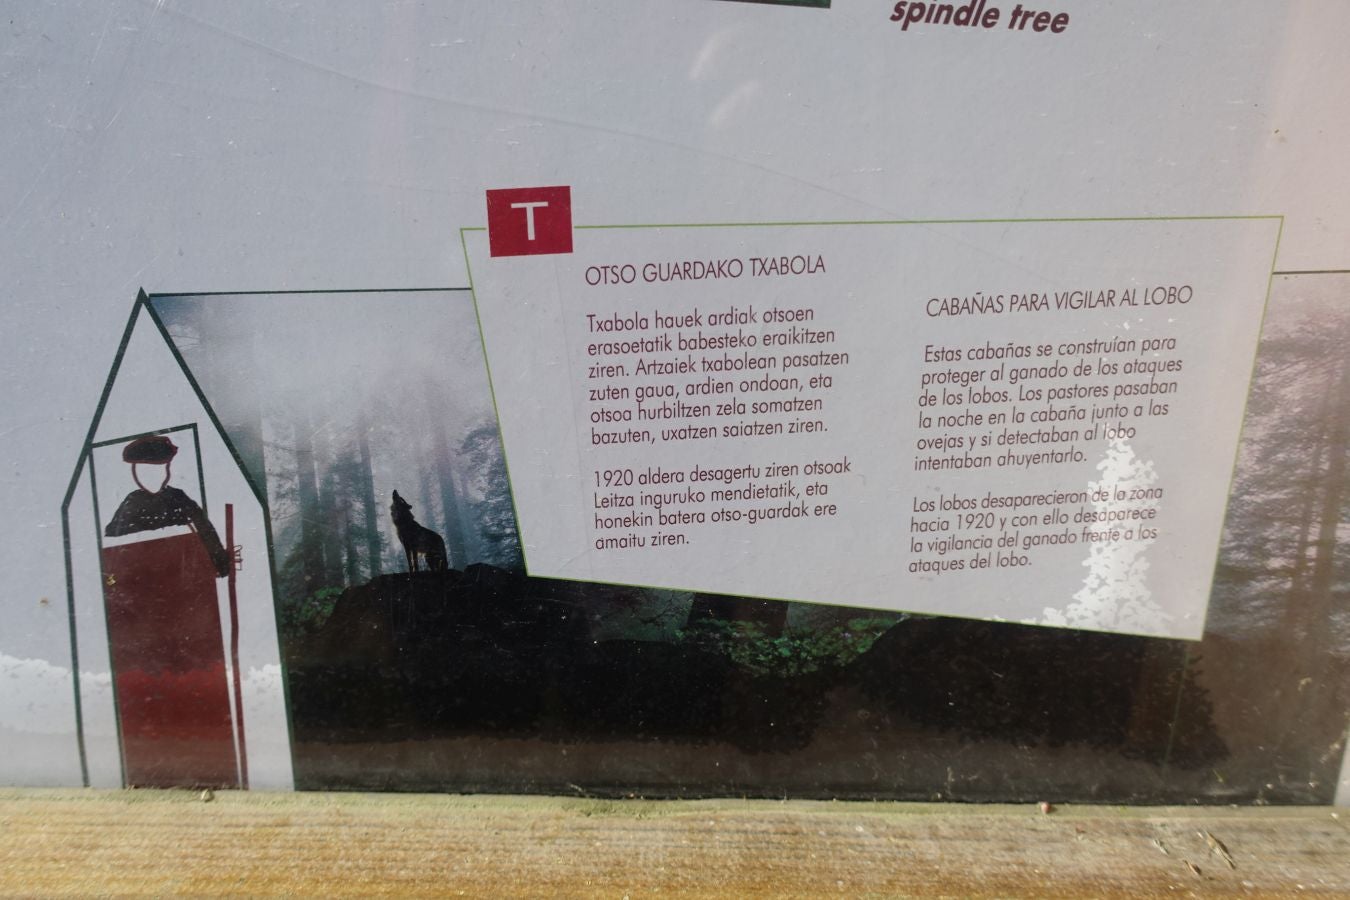 spindle tree
T
OTSO GUARDAKO TXABOLA
Txabola hauek ardiak otsoen
erasoetatik babesteko eraikitzen
ziren. Artzaiek txabolean pasatzen
zuten gaua, ardien ondoan, eta
otsoa hurbiltzen zela somatzen
bazuten, uxatzen saiatzen ziren.
1920 aldera desagertu ziren otsoak
Leitza inguruko mendietatik, eta
honekin batera otso-guardak ere
amaitu ziren.
CABAÑAS PARA VIGILAR AL LOBO
Estas cabañas se construían para
proteger al ganado de los ataques
de los lobos. Los pastores pasaban
la noche en la cabaña junto a las
ovejas y si detectaban al lobo
intentaban ahuyentarlo.
Los lobos desaparecieron de la zona
hacia 1920 y con ello desaparece
la vigilancia del ganado frente a los
ataques del lobo.